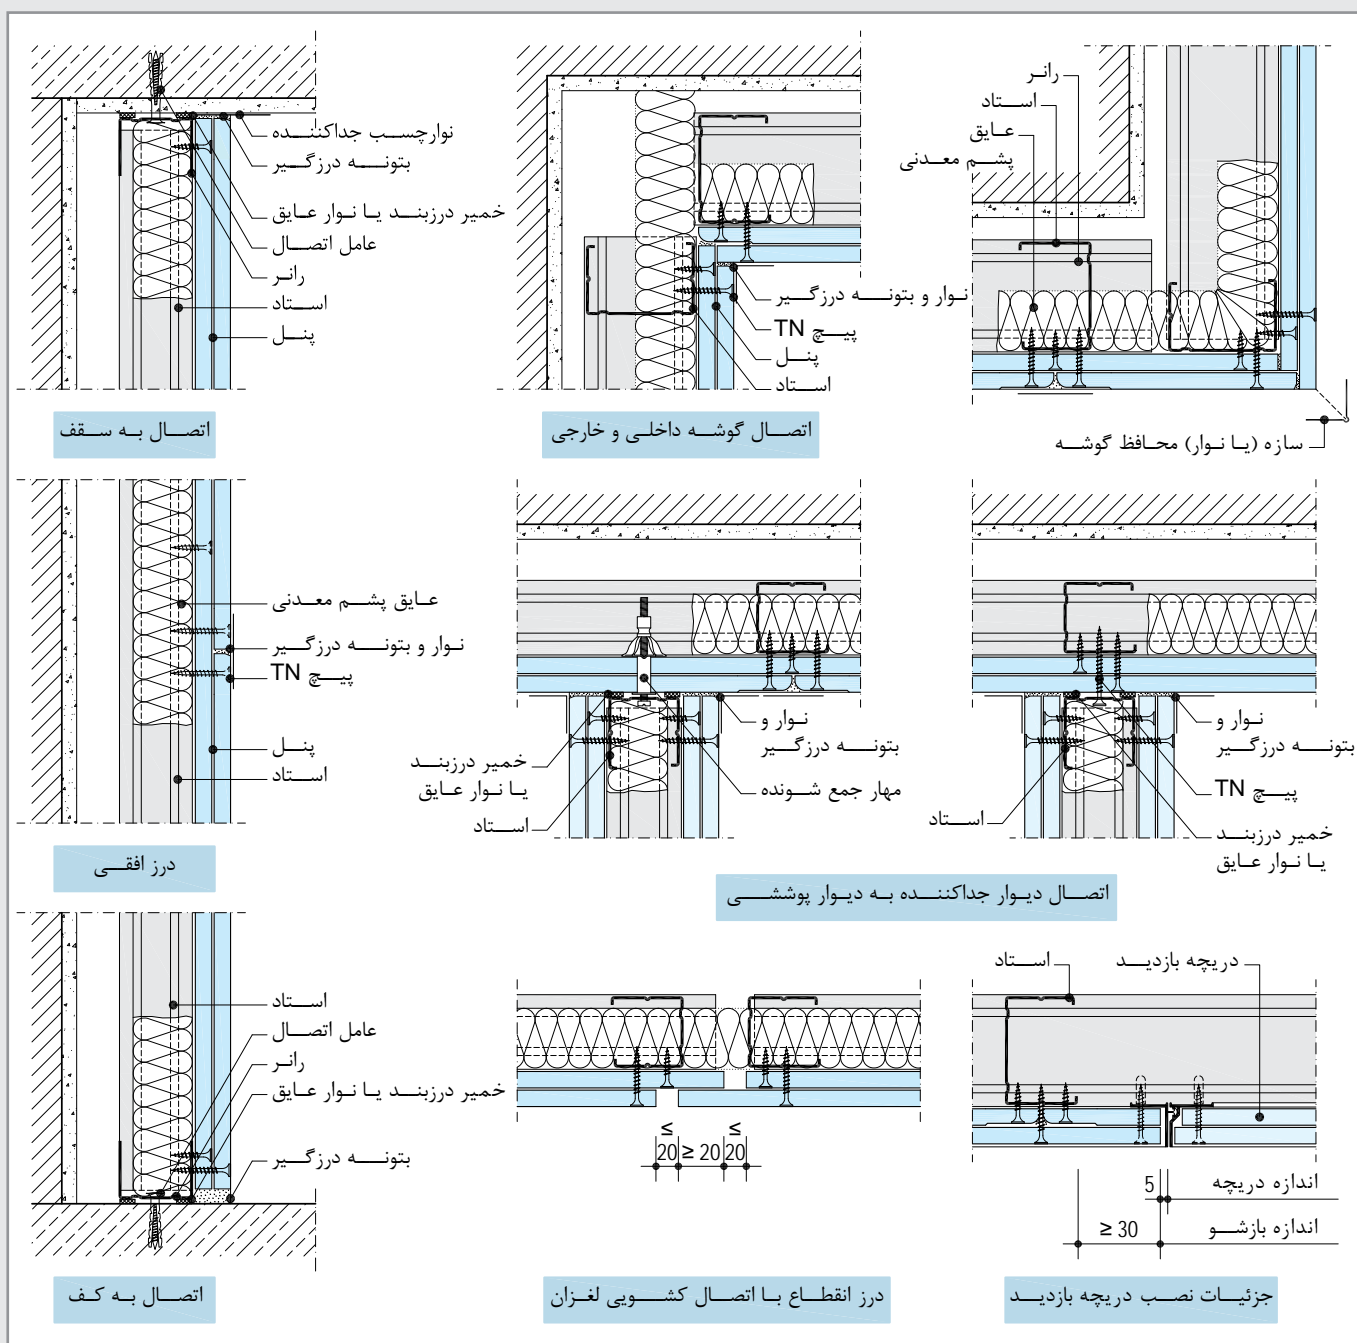 نوارچسب جداکننده
بتونه درزگیر
خمیر درزبند یا نوار عایق
عامل اتصال
رانر
استاد
پنل
اتصال به سقف
رانر
استاد
عایق
پشم معدنی
نوار و بتونه درزگیر
پیچ TN
پنل
استاد
اتصال گوشه داخلی و خارجی
سازه (یا نوار) محافظ گوشه
عایق پشم معدنی
نوار و بتونه درزگیر
پیچ TN
پنل
استاد
درز افقی
خمیر درزبند
یا نوار عایق
استاد
نوار و
بتونه درزگیر
مهار جمع شونده
نوار و
بتونه درزگیر
پیچ TN
استاد
خمیر درزبند
یا نوار عایق
اتصال دیوار جداکننده به دیوار پوششی
استاد
عامل اتصال
رانر
خمیر درزبند یا نوار عایق
بتونه درزگیر
اتصال به کف
≤ ≤
20 ≥ 20 20
درز انقطاع با اتصال کشویی لغزان
دریچه بازدید
استاد
5 اندازه دریچه
≥ 30 اندازه بازشو
جزئیات نصب دریچه بازدید